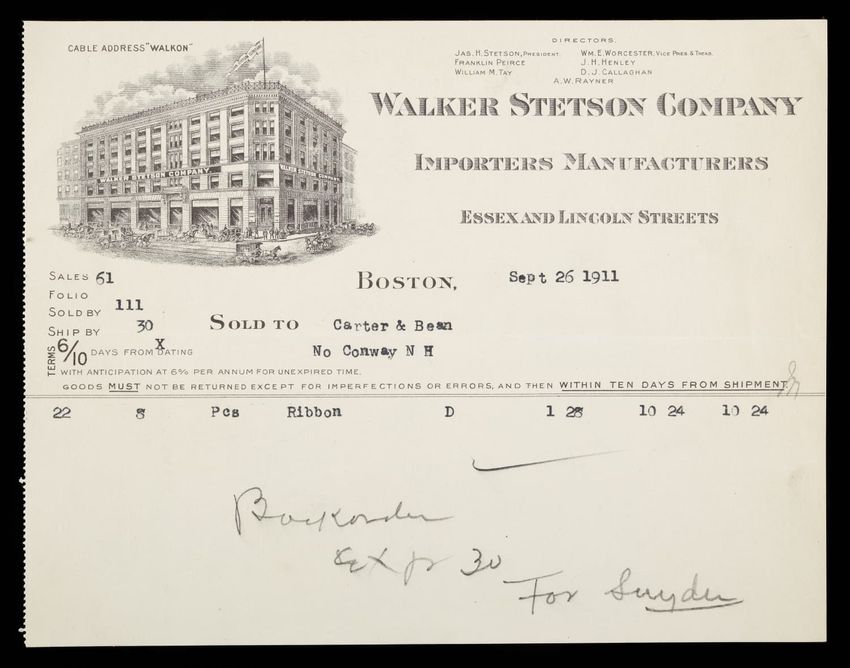 CABLE ADDRESS "WALKON"
DIRECTORS.
JAS. H. STETSON, PRESIDENT. WM. E. WORCESTER, VICE PRES. & TREAS.
FRANKLIN PEIRCE J. H. HENLEY
WILLIAM M. TAY D. J. CALLAGHAN
A. W. RAYNER
WALKER STETSON COMPANY
IMPORTERS MANUFACTURERS
ESSEX AND LINCOLN STREETS
WALKER STETSON COMPANY
WALKER STETSON COMPANY
BOSTON, Sept 26 1911
SALES 61
FOLIO
SOLD BY 111
SHIP BY 30
SOLD TO Carter & Bean
No Conway N H
TERMS 6/10 DAYS FROM X DATING
WITH ANTICIPATION AT 6% PER ANNUM FOR UNEXPIRED TIME.
GOODS MUST NOT BE RETURNED EXCEPT FOR IMPERFECTIONS OR ERRORS, AND THEN WITHIN TEN DAYS FROM SHIPMENT.
22 8 Pcs Ribbon D 1 28 10 24 10 24
Backorder
30
For Snyder